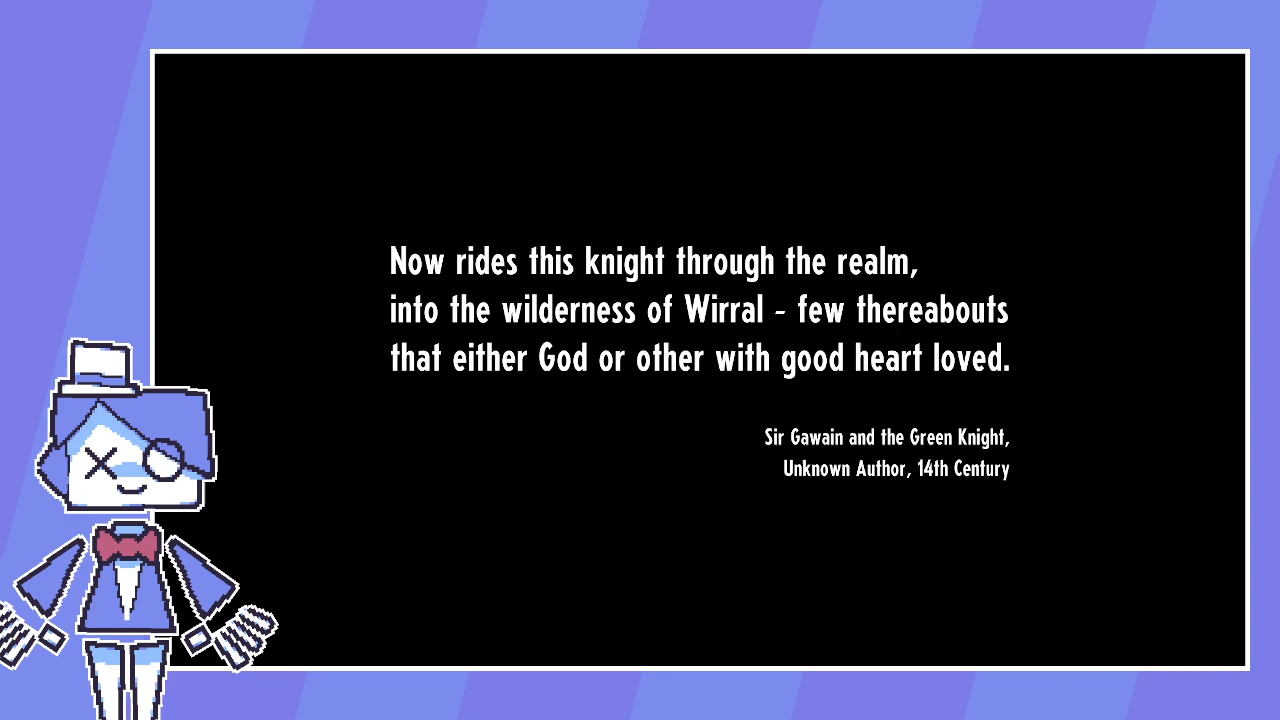 Now rides this knight through the realm,
into the wilderness of Wirral - few thereabouts
that either God or other with good heart loved.
Sir Gawain and the Green Knight,
Unknown Author, 14th Century